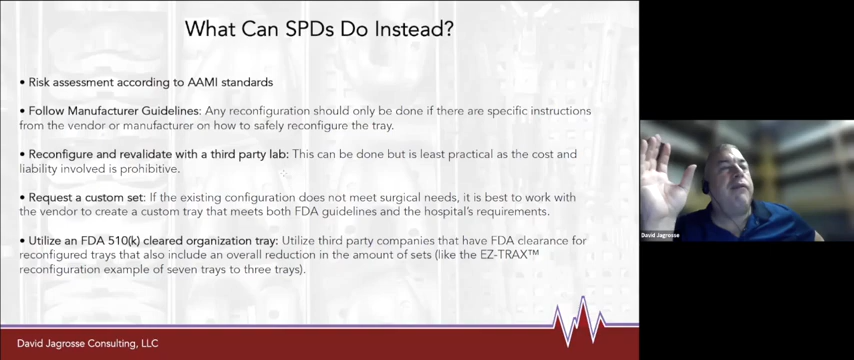 What Can SPDs Do Instead?
• Risk assessment according to AAMI standards
• Follow Manufacturer Guidelines: Any reconfiguration should only be done if there are specific instructions
from the vendor or manufacturer on how to safely reconfigure the tray.
• Reconfigure and revalidate with a third party lab: This can be done but is least practical as the cost and
liability involved is prohibitive.
• Request a custom set: If the existing configuration does not meet surgical needs, it is best to work with
the vendor to create a custom tray that meets both FDA guidelines and the hospital's requirements.
• Utilize an FDA 510(k) cleared organization tray: Utilize third party companies that have FDA clearance for
reconfigured trays that also include an overall reduction in the amount of sets (like the EZ-TRAX™
reconfiguration example of seven trays to three trays).
David Jagrosse Consulting, LLC
David Jagrosse